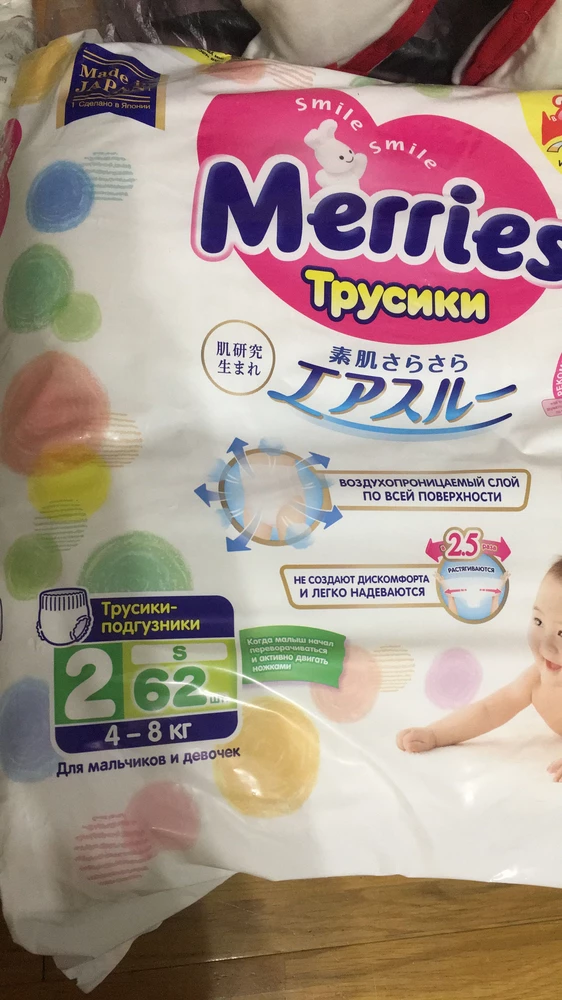 Made in
JAPAN
Сделано в Японии
Smile Smile
Merries
Трусики
肌研究
生まれ
素肌さらさら
エアスルー
ВОЗДУХОПРОНИЦАЕМЫЙ СЛОЙ
ПО ВСЕЙ ПОВЕРХНОСТИ
В 2.5 раза
РАСТЯГИВАЮТСЯ
НЕ СОЗДАЮТ ДИСКОМФОРТА
И ЛЕГКО НАДЕВАЮТСЯ
Трусики-
подгузники
2
S
62 шт.
4 – 8 кг
Для мальчиков и девочек
Когда малыш начал
переворачиваться
и активно двигать
ножками